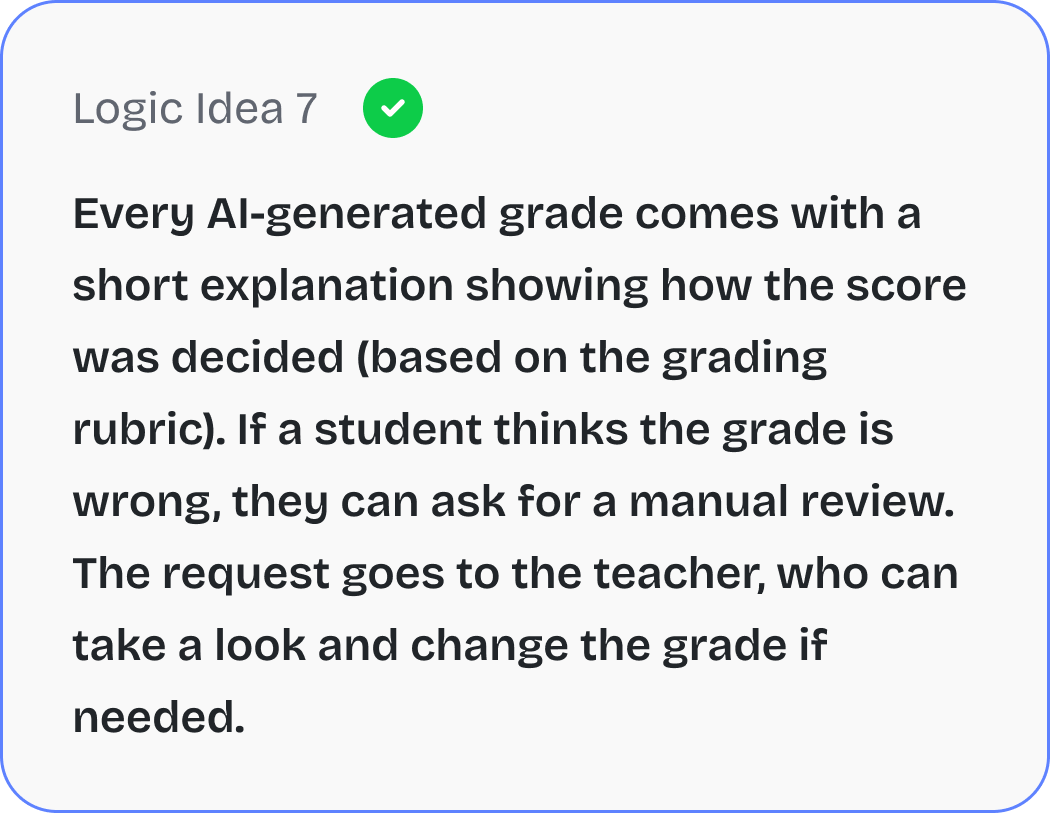 Logic Idea 7
Every AI-generated grade comes with a
short explanation showing how the score
was decided (based on the grading
rubric). If a student thinks the grade is
wrong, they can ask for a manual review.
The request goes to the teacher, who can
take a look and change the grade if
needed.